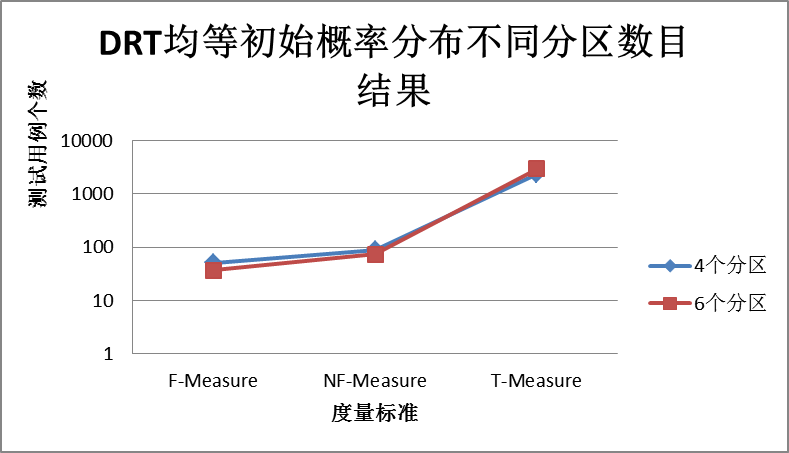 DRT均等初始概率分布不同分区数目
结果
测试用例个数
10000
1000
100
10
1
F-Measure
NF-Measure
T-Measure
度量标准
4个分区
6个分区